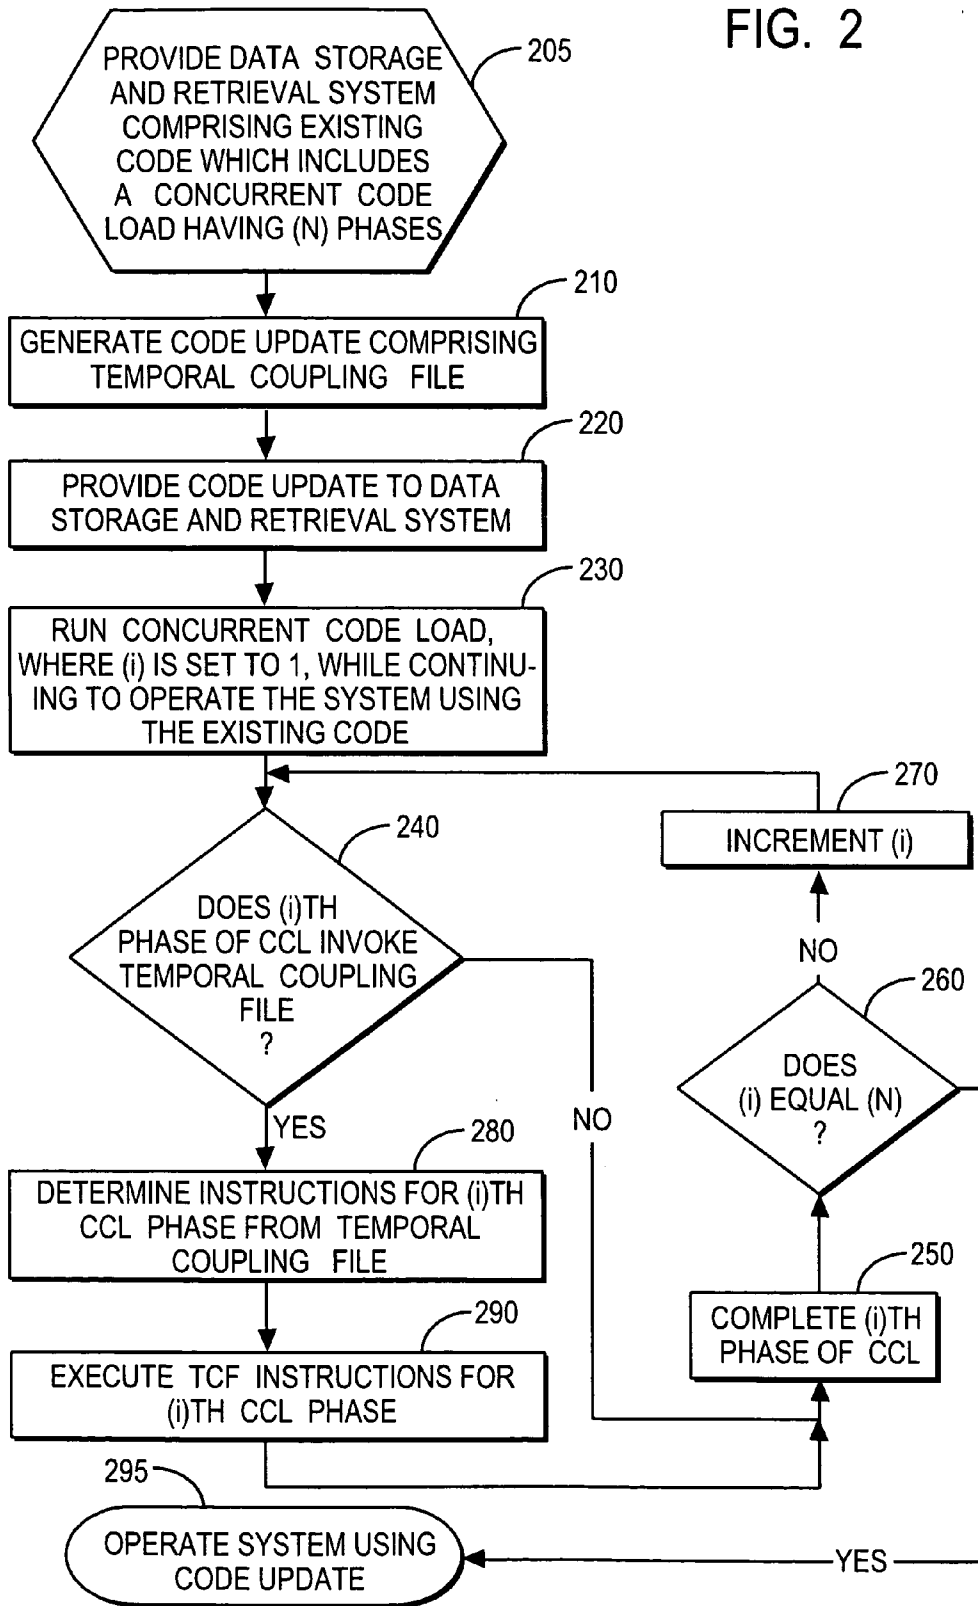 FIG. 2
205
PROVIDE DATA STORAGE
AND RETRIEVAL SYSTEM
COMPRISING EXISTING
CODE WHICH INCLUDES
A CONCURRENT CODE
LOAD HAVING (N) PHASES
210
GENERATE CODE UPDATE COMPRISING
TEMPORAL COUPLING FILE
220
PROVIDE CODE UPDATE TO DATA
STORAGE AND RETRIEVAL SYSTEM
230
RUN CONCURRENT CODE LOAD,
WHERE (i) IS SET TO 1, WHILE CONTINU-
ING TO OPERATE THE SYSTEM USING
THE EXISTING CODE
240
DOES (i)TH
PHASE OF CCL INVOKE
TEMPORAL COUPLING
FILE
?
YES
NO
280
DETERMINE INSTRUCTIONS FOR (i)TH
CCL PHASE FROM TEMPORAL
COUPLING FILE
290
EXECUTE TCF INSTRUCTIONS FOR
(i)TH CCL PHASE
250
COMPLETE (i)TH
PHASE OF CCL
260
DOES
(i) EQUAL (N)
?
NO
270
INCREMENT (i)
YES
295
OPERATE SYSTEM USING
CODE UPDATE